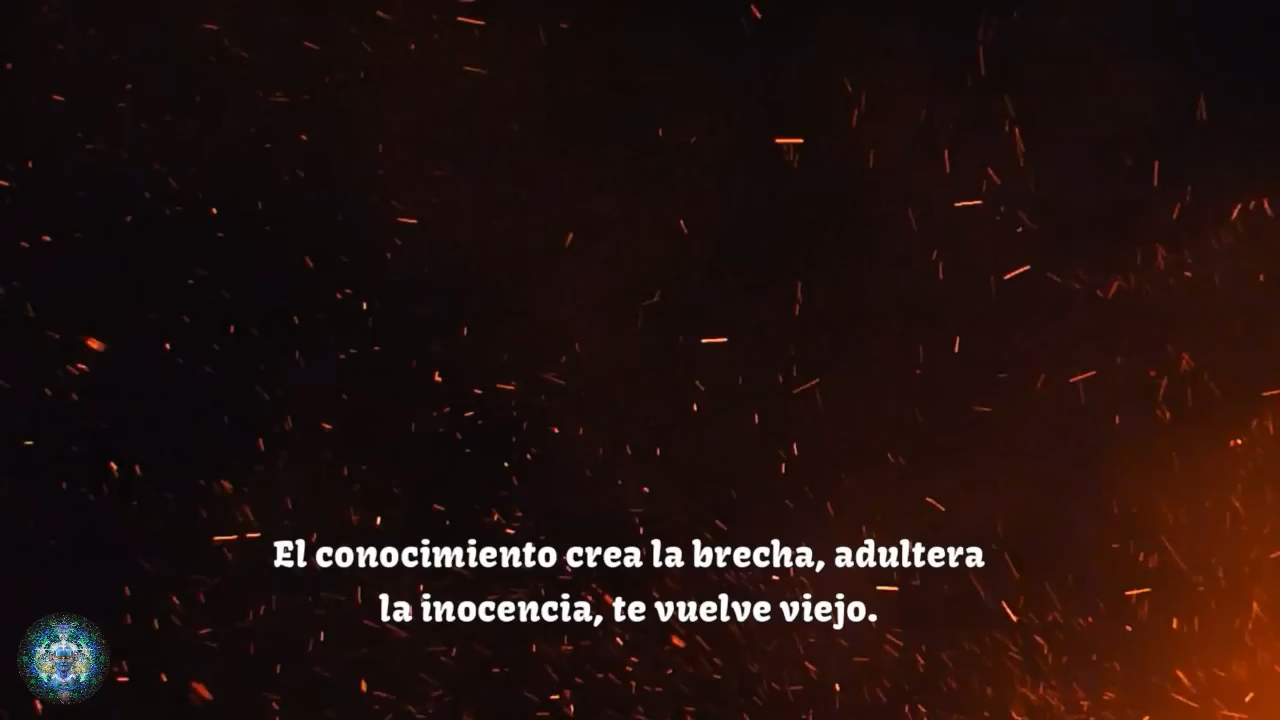 El conocimiento crea la brecha, adultera
la inocencia, te vuelve viejo.